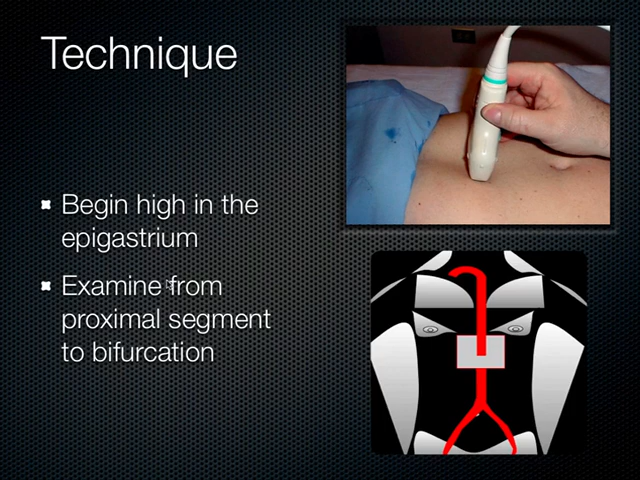 Technique
Begin high in the
epigastrium
Examine from
proximal segment
to bifurcation